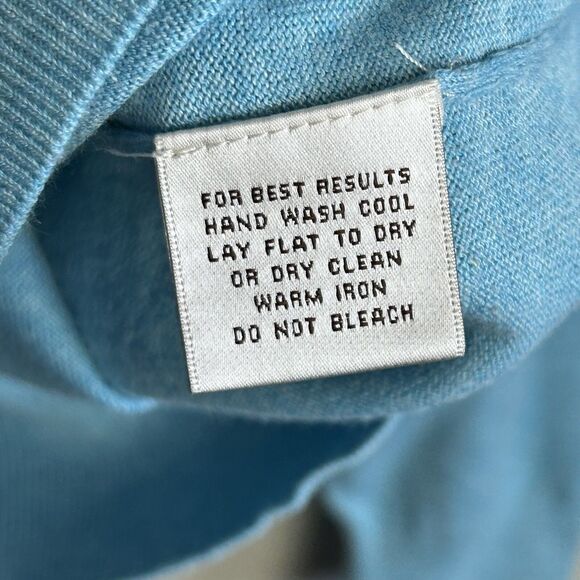 FOR BEST RESULTS
HAND WASH COOL
LAY FLAT TO DRY
OR DRY CLEAN
WARM IRON
DO NOT BLEACH